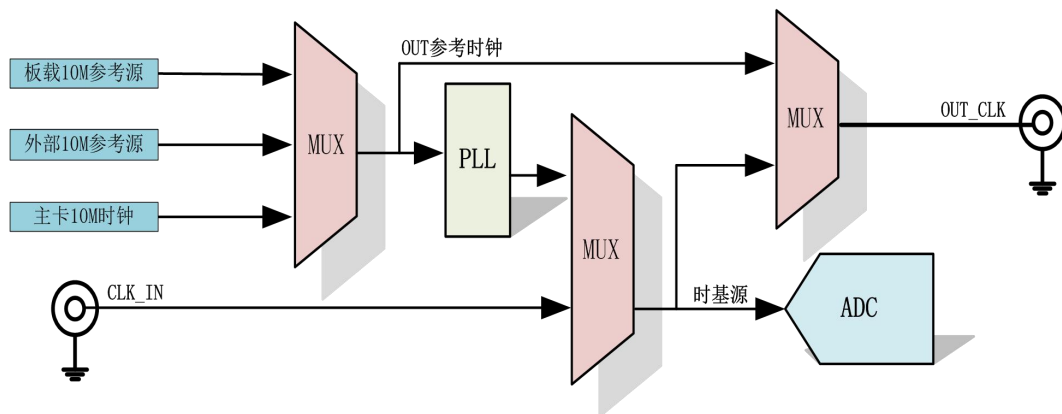 板载10M参考源
外部10M参考源
主卡10M时钟
MUX
OUT参考时钟
PLL
MUX
MUX
OUT_CLK
CLK_IN
时基源
ADC